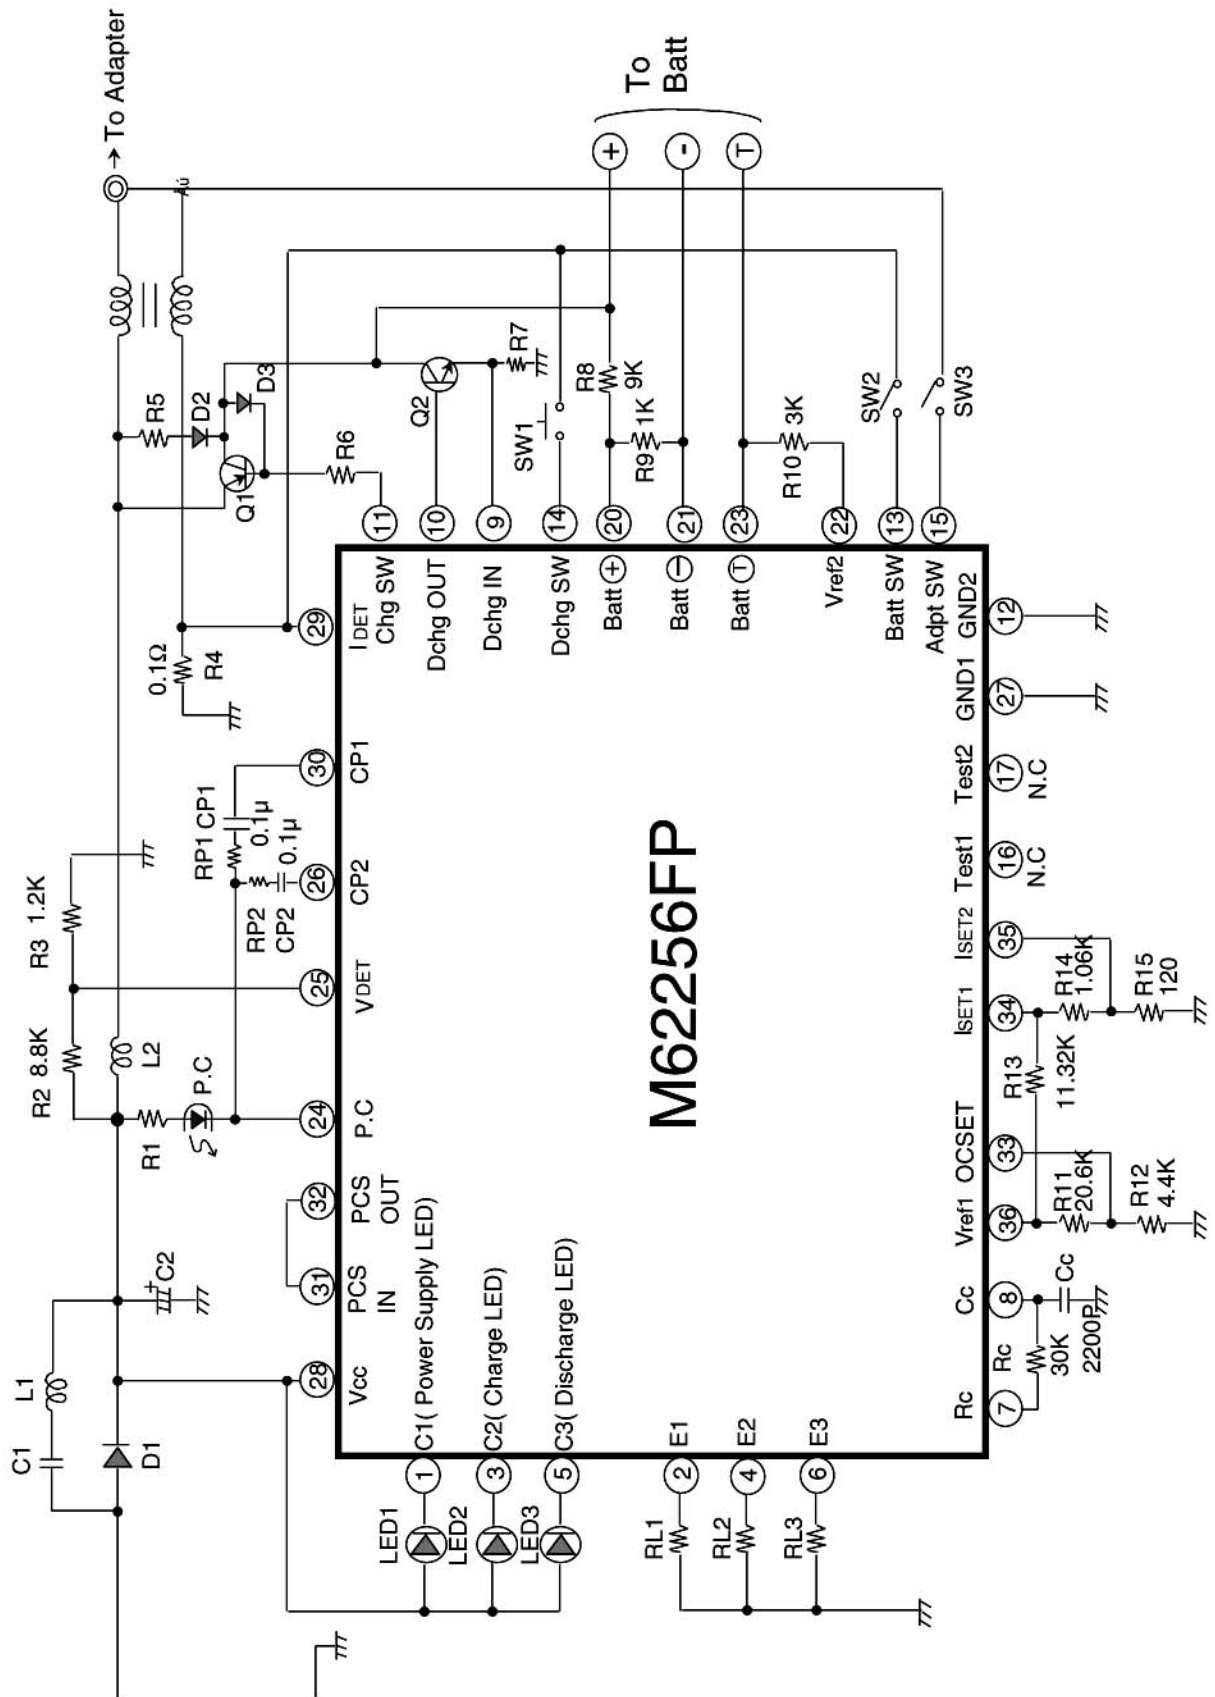 C1
L1
C2
+
R2 8.8K
R3 1.2K
→ To Adapter
Aú
D1
R1
P.C
L2
RP1 CP1
0.1µ
RP2
CP2
0.1µ
0.1Ω
R4
R5
D2
D3
Q1
R6
Q2
R7
SW1
R8
9K
R9
1K
R10
3K
SW2
SW3
To
Batt
+
-
T
28
31
32
24
25
26
30
29
Vcc
PCS
IN
PCS
OUT
P.C
VDET
CP2
CP1
IDET
11
10
9
14
20
21
23
22
13
15
Chg SW
Dchg OUT
Dchg IN
Dchg SW
Batt +
Batt −
Batt T
Vref2
Batt SW
Adpt SW
LED1
LED2
LED3
1
3
5
C1( Power Supply LED)
C2( Charge LED)
C3( Discharge LED)
M62256FP
RL1
RL2
RL3
2
4
6
E1
E2
E3
Rc
Cc
Vref1
OCSET
ISET1
ISET2
Test1
Test2
GND1
GND2
7
8
36
33
34
35
16
17
27
12
N.C
N.C
Rc
30K
Cc
2200P
R11
20.6K
R12
4.4K
R13
11.32K
R14
1.06K
R15
120